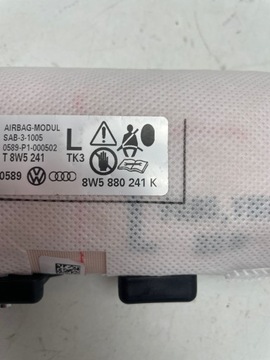 AIRBAG-MODUL
SAB-3-1005
0589-P1-000502
T 8W5 241
L
TK3
0589
8W5 880 241 K